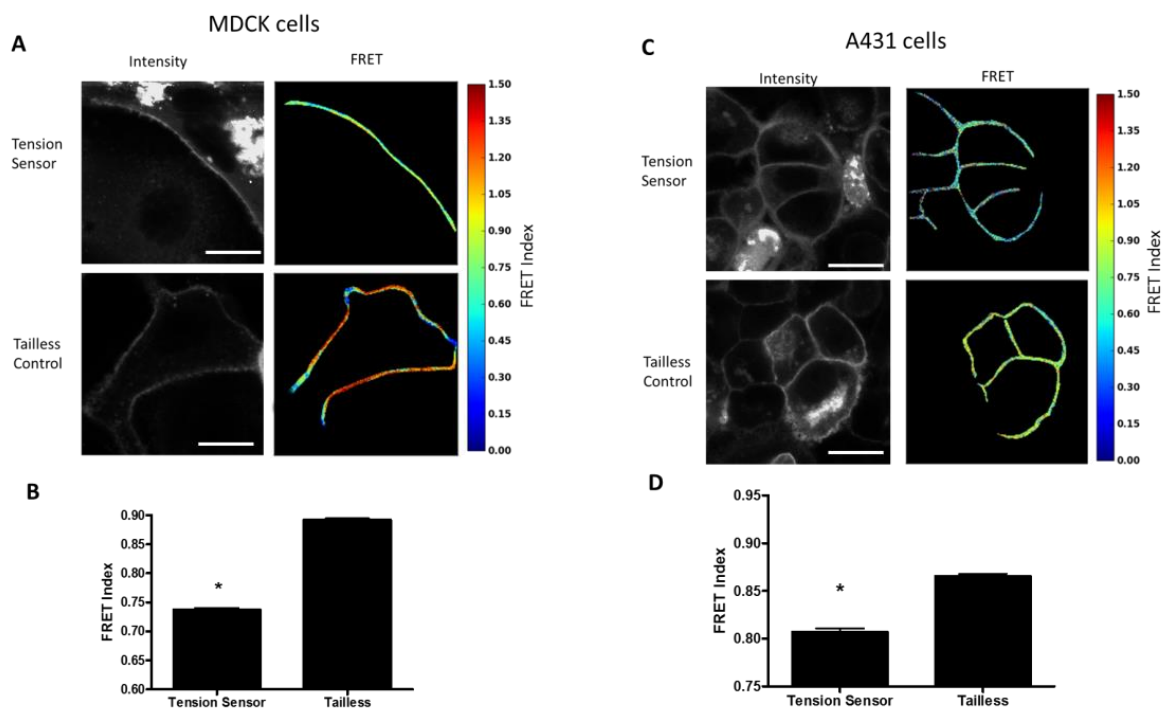 MDCK cells
A
Intensity
FRET
Tension
Sensor
Tailless
Control
1.50
1.35
1.20
1.05
0.90
0.75
0.60
0.45
0.30
0.15
0.00
FRET Index
B
FRET Index
0.90
0.85
0.80
0.75
0.70
0.65
0.60
*
Tension Sensor
Tailless
A431 cells
C
Intensity
FRET
Tension
Sensor
Tailless
Control
1.50
1.35
1.20
1.05
0.90
0.75
0.60
0.45
0.30
0.15
0.00
FRET Index
D
FRET Index
0.95
0.90
0.85
0.80
0.75
*
Tension Sensor
Tailless